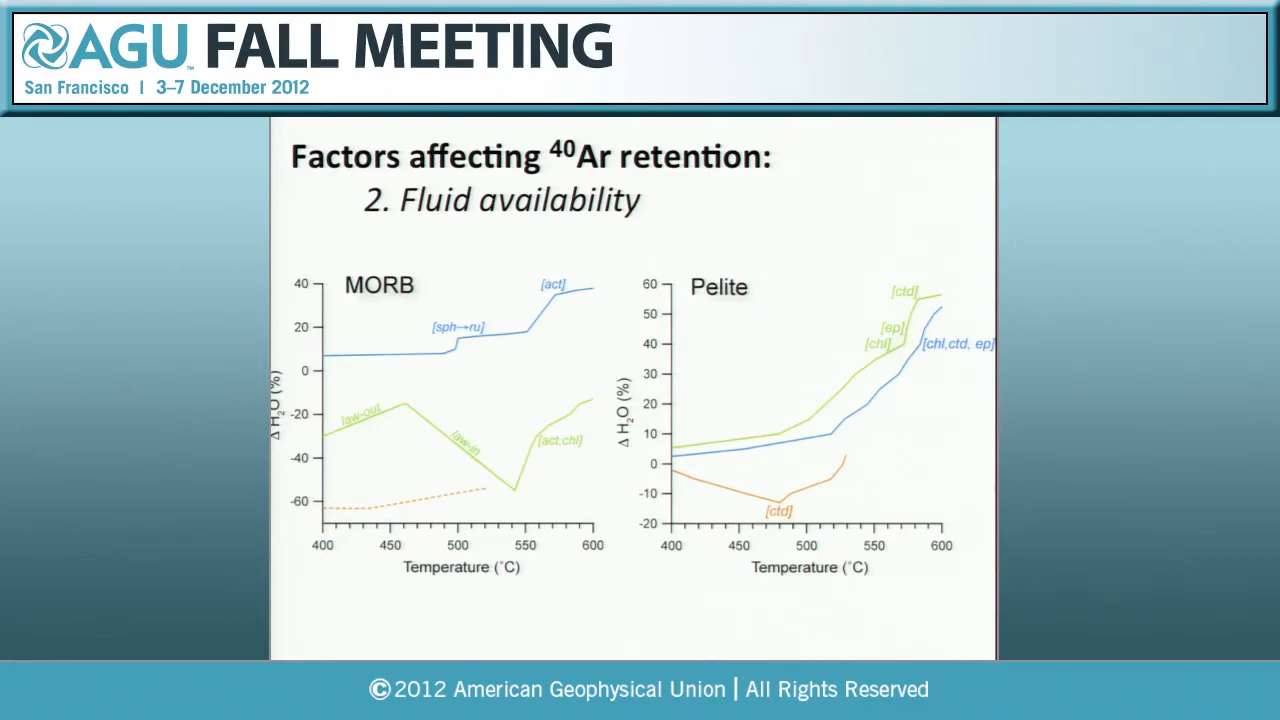 AGU™ FALL MEETING
San Francisco | 3–7 December 2012
Factors affecting ⁴⁰Ar retention:
2. Fluid availability
MORB
40
20
0
-20
-40
-60
Δ H₂O (%)
[act]
[sph→ru]
law-out
law-in
[act,chl]
400 450 500 550 600
Temperature (˚C)
Pelite
60
50
40
30
20
10
0
-10
-20
Δ H₂O (%)
[ctd]
[ep]
[chl]
[chl,ctd, ep]
[ctd]
400 450 500 550 600
Temperature (˚C)
©2012 American Geophysical Union | All Rights Reserved